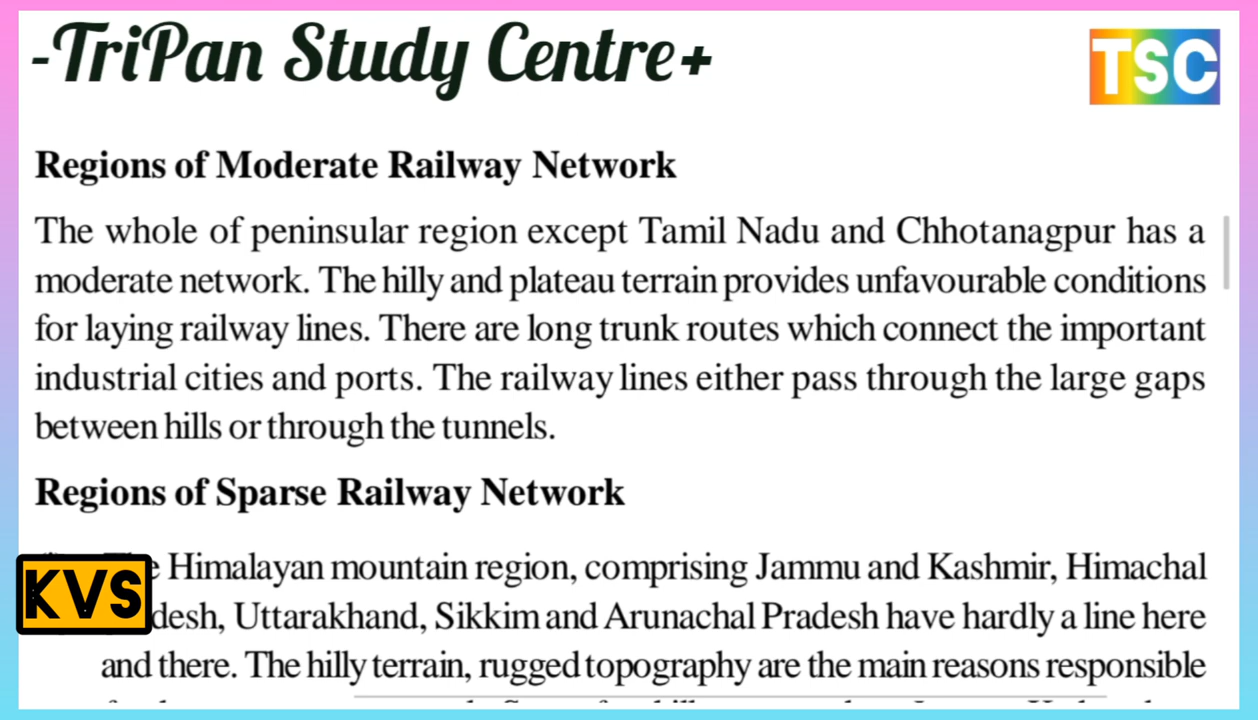 -TriPan Study Centre+
TSC
Regions of Moderate Railway Network
The whole of peninsular region except Tamil Nadu and Chhotanagpur has a
moderate network. The hilly and plateau terrain provides unfavourable conditions
for laying railway lines. There are long trunk routes which connect the important
industrial cities and ports. The railway lines either pass through the large gaps
between hills or through the tunnels.
Regions of Sparse Railway Network
Himalayan mountain region, comprising Jammu and Kashmir, Himachal
KVS
desh, Uttarakhand, Sikkim and Arunachal Pradesh have hardly a line here
and there. The hilly terrain, rugged topography are the main reasons responsible